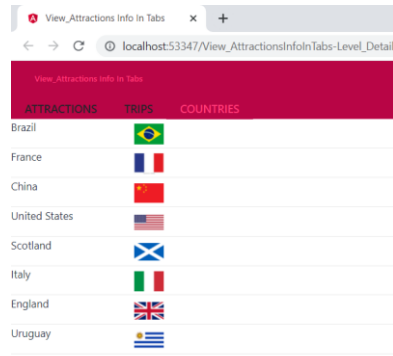 View_Attractions Info In Tabs
localhost:53347/View_AttractionsInfoInTabs-Level_Detail
View_Attractions Info In Tabs
ATTRACTIONS TRIPS COUNTRIES
Brazil
France
China
United States
Scotland
Italy
England
Uruguay